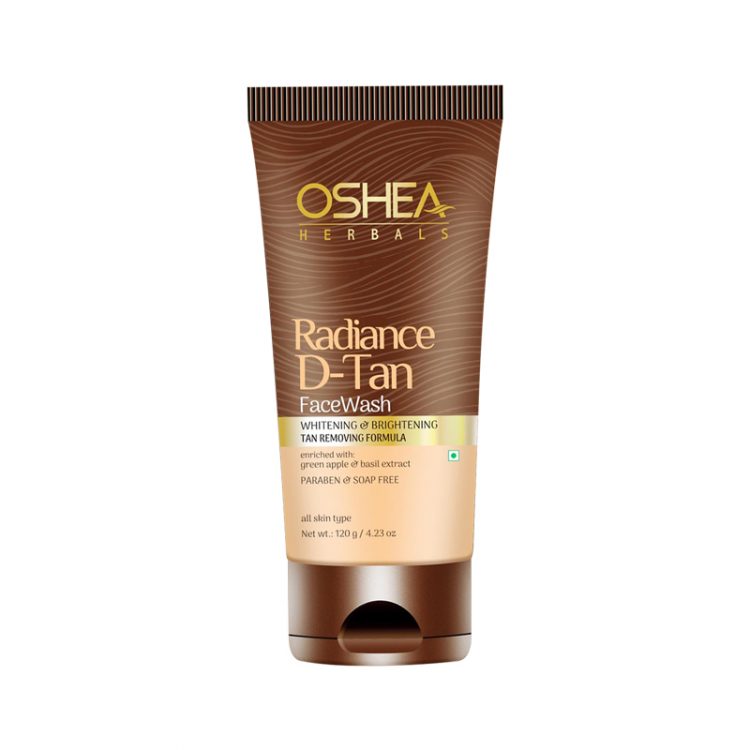 OSHEA
HERBALS
Radiance
D-Tan
FaceWash
WHITENING & BRIGHTENING
TAN REMOVING FORMULA
enriched with:
green apple & basil extract
PARABEN & SOAP FREE
all skin type
Net wt.: 120 g / 4.23 oz